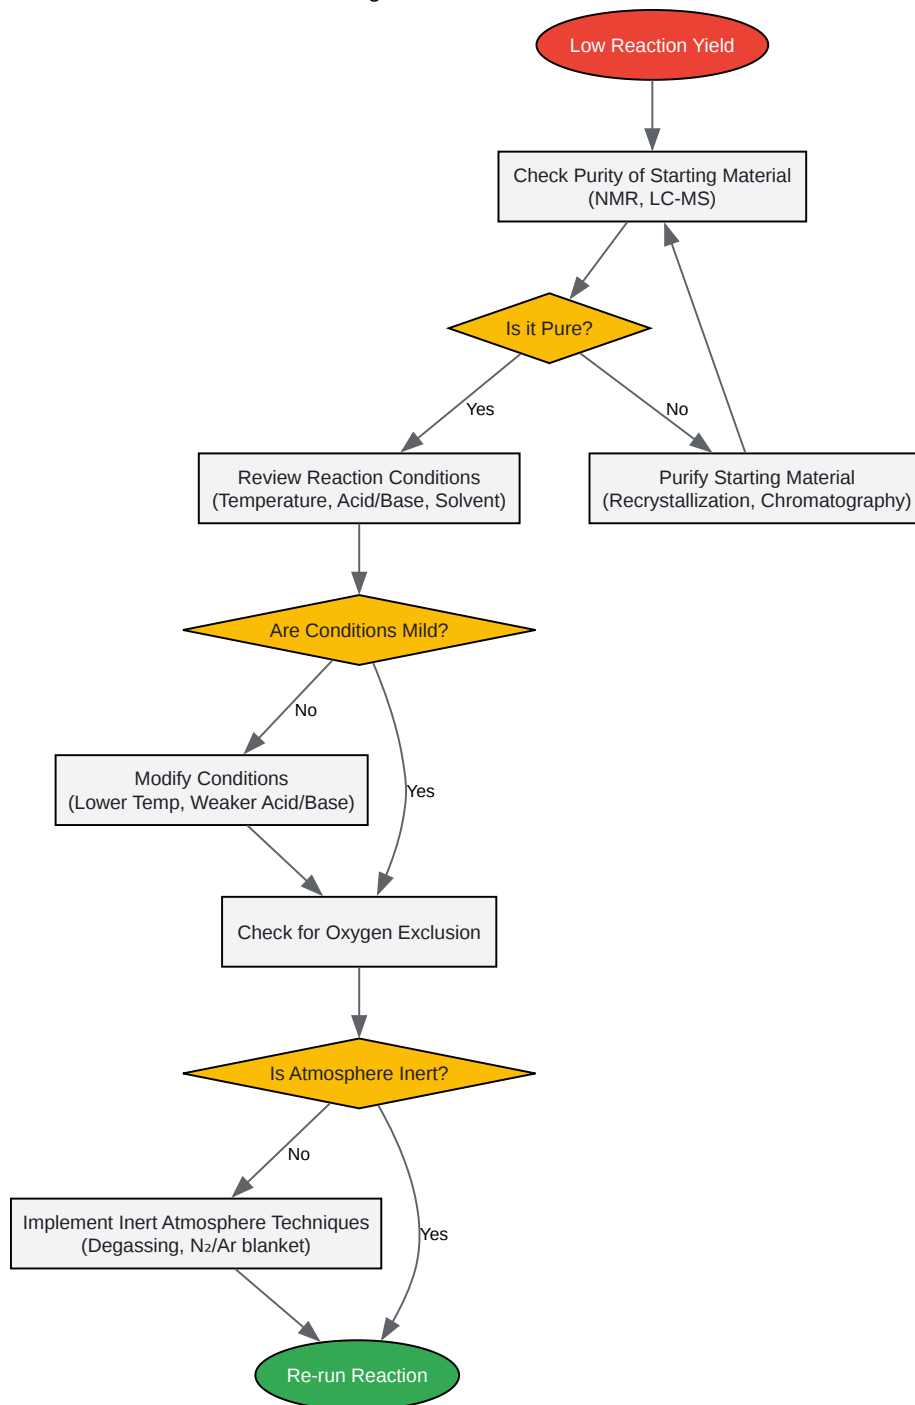 Low Reaction Yield
Check Purity of Starting Material
(NMR, LC-MS)
Is it Pure?
Yes
No
Review Reaction Conditions
(Temperature, Acid/Base, Solvent)
Purify Starting Material
(Recrystallization, Chromatography)
Are Conditions Mild?
No
Modify Conditions
(Lower Temp, Weaker Acid/Base)
Yes
Check for Oxygen Exclusion
Is Atmosphere Inert?
No
Implement Inert Atmosphere Techniques
(Degassing, N₂/Ar blanket)
Yes
Re-run Reaction